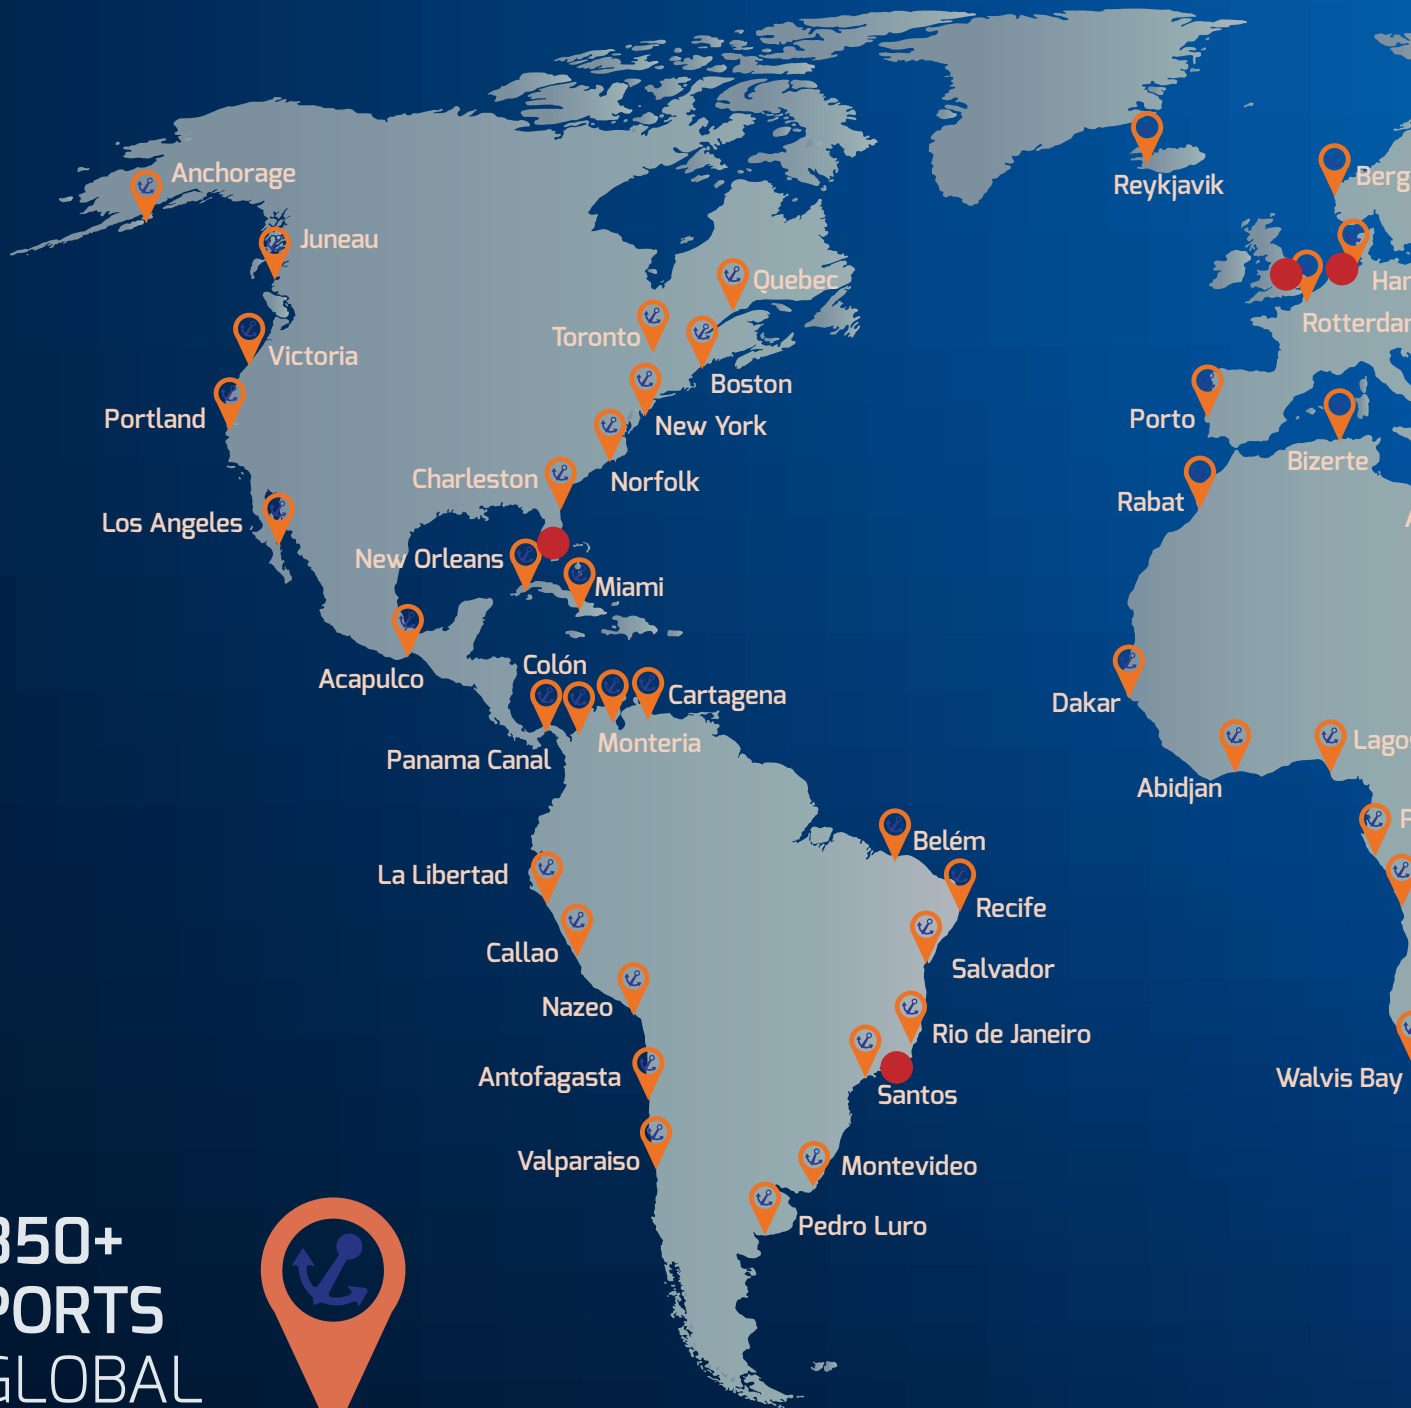 Anchorage
Reykjavik
Juneau
Quebec
Toronto
Victoria
Boston
Portland
Porto
New York
Bizerte
Charleston
Norfolk
Rabat
Los Angeles
New Orleans
Miami
Colón
Acapulco
Cartagena
Dakar
Monteria
Panama Canal
Abidjan
Belém
La Libertad
Recife
Callao
Salvador
Nazeo
Rio de Janeiro
Antofagasta
Walvis Bay
Santos
Valparaiso
Montevideo
Pedro Luro
350+
PORTS
GLOBAL